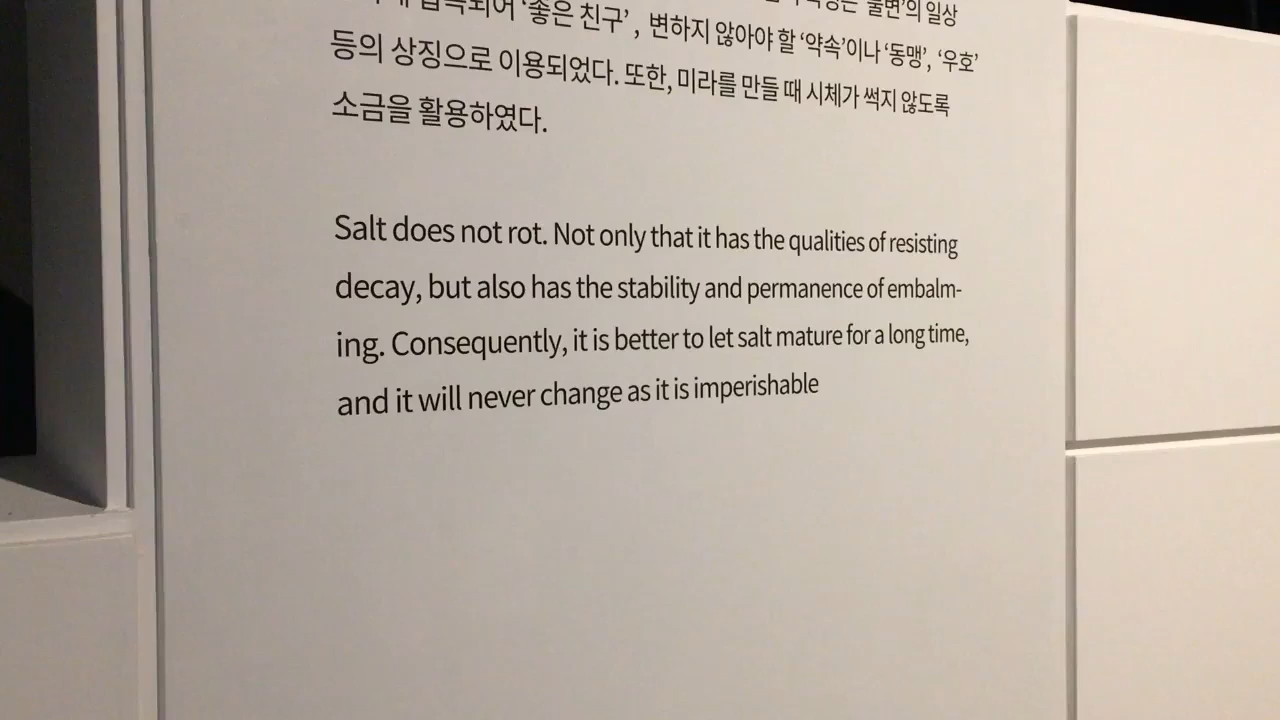 ‘불변’의 일상
‘좋은 친구’, 변하지 않아야 할 ‘약속’이나 ‘동맹’, ‘우호’
등의 상징으로 이용되었다. 또한, 미라를 만들 때 시체가 썩지 않도록
소금을 활용하였다.
Salt does not rot. Not only that it has the qualities of resisting
decay, but also has the stability and permanence of embalm-
ing. Consequently, it is better to let salt mature for a long time,
and it will never change as it is imperishable